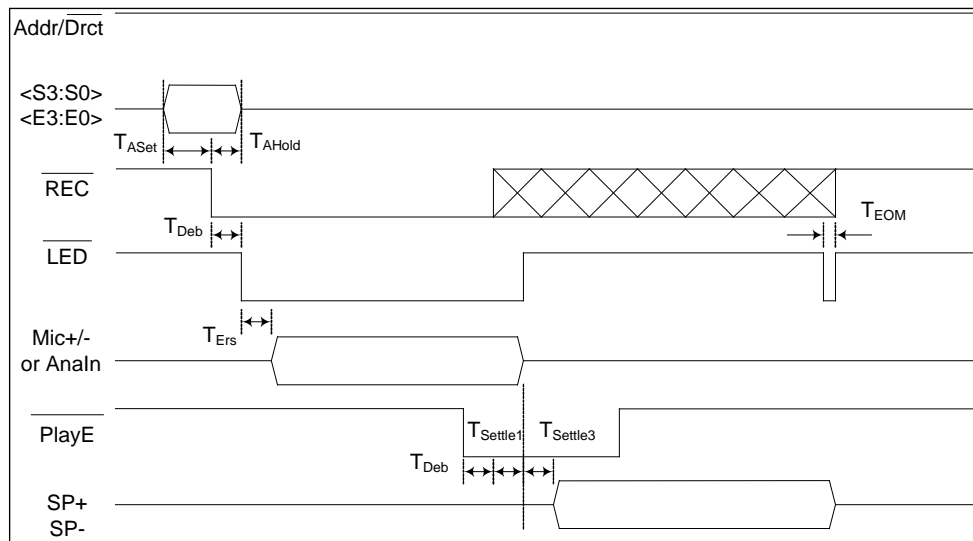 Addr/Drct
<S3:S0>
<E3:E0>
TASet
TAHold
REC
TDeb
TEOM
LED
TErs
Mic+/-
or AnaIn
PlayE
TSettle1
TSettle3
TDeb
SP+
SP-